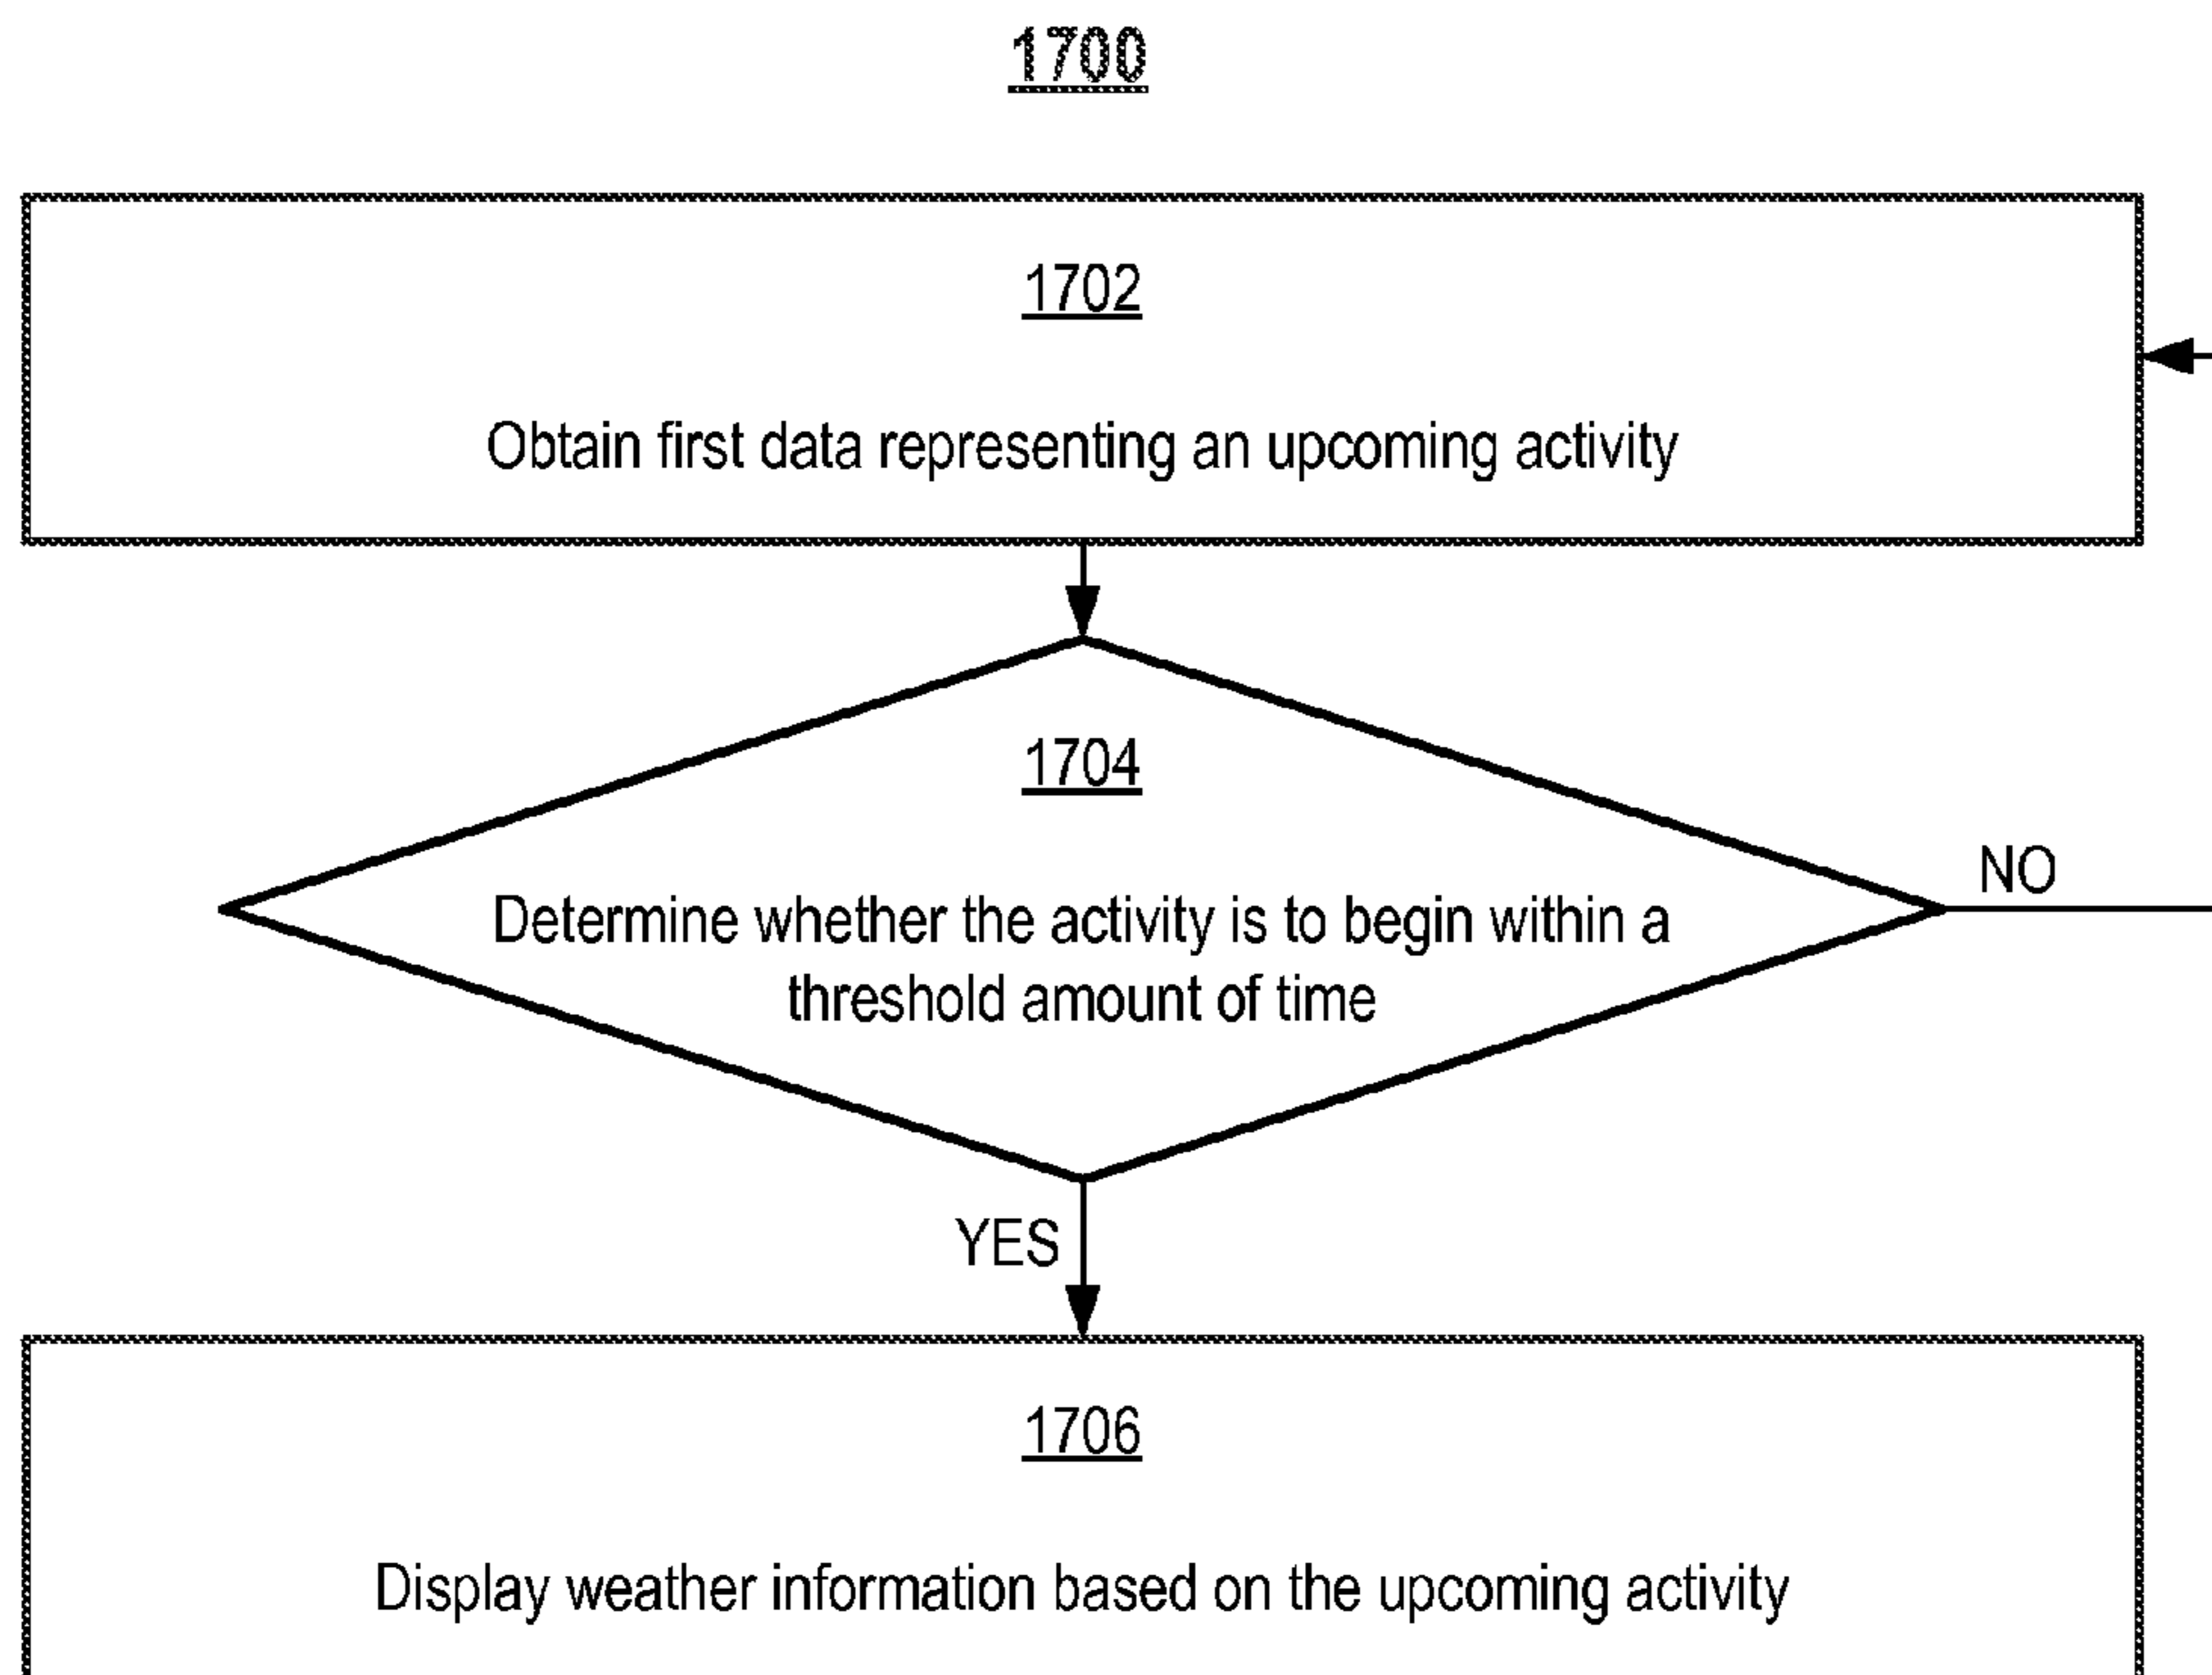 1700
1702
Obtain first data representing an upcoming activity
1704
Determine whether the activity is to begin within a
threshold amount of time
NO
YES
1706
Display weather information based on the upcoming activity